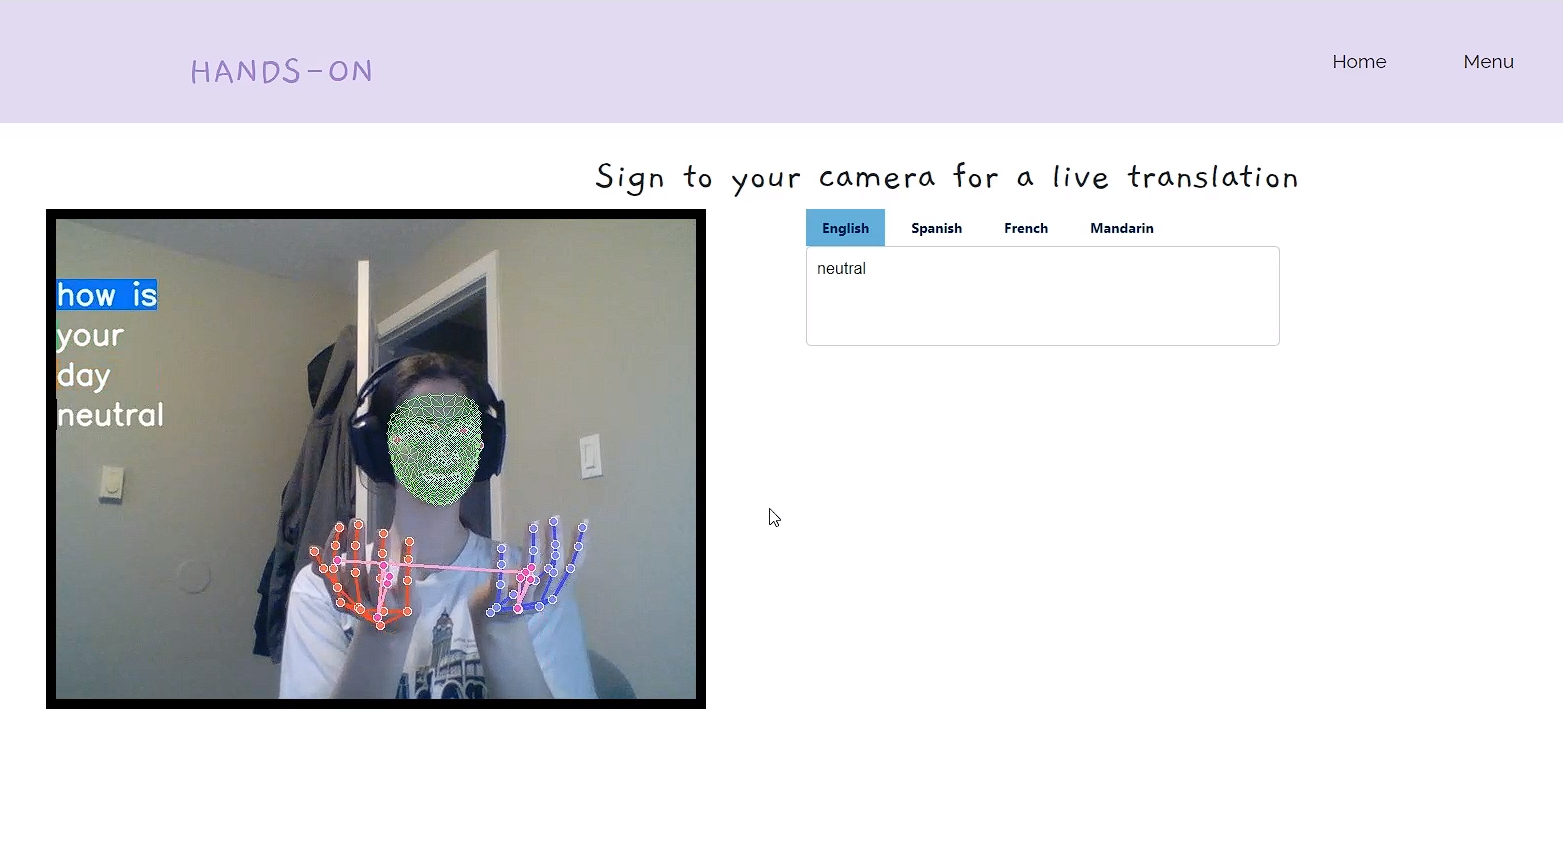 HANDS-ON
Home
Menu
Sign to your camera for a live translation
how is
your
day
neutral
English
Spanish
French
Mandarin
neutral